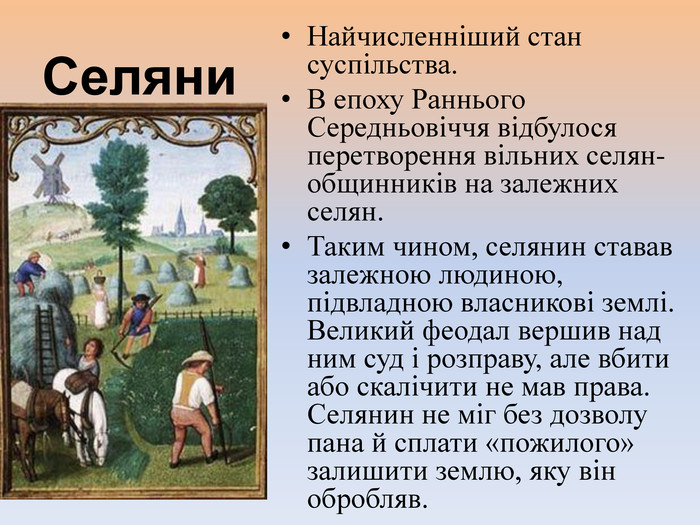 Селяни
• Найчисленніший стан
суспільства.
• В епоху Раннього
Середньовіччя відбулося
перетворення вільних селян-
общинників на залежних
селян.
• Таким чином, селянин ставав
залежною людиною,
підвладною власникові землі.
Великий феодал вершив над
ним суд і розправу, але вбити
або скалічити не мав права.
Селянин не міг без дозволу
пана й сплати «пожилого»
залишити землю, яку він
обробляв.